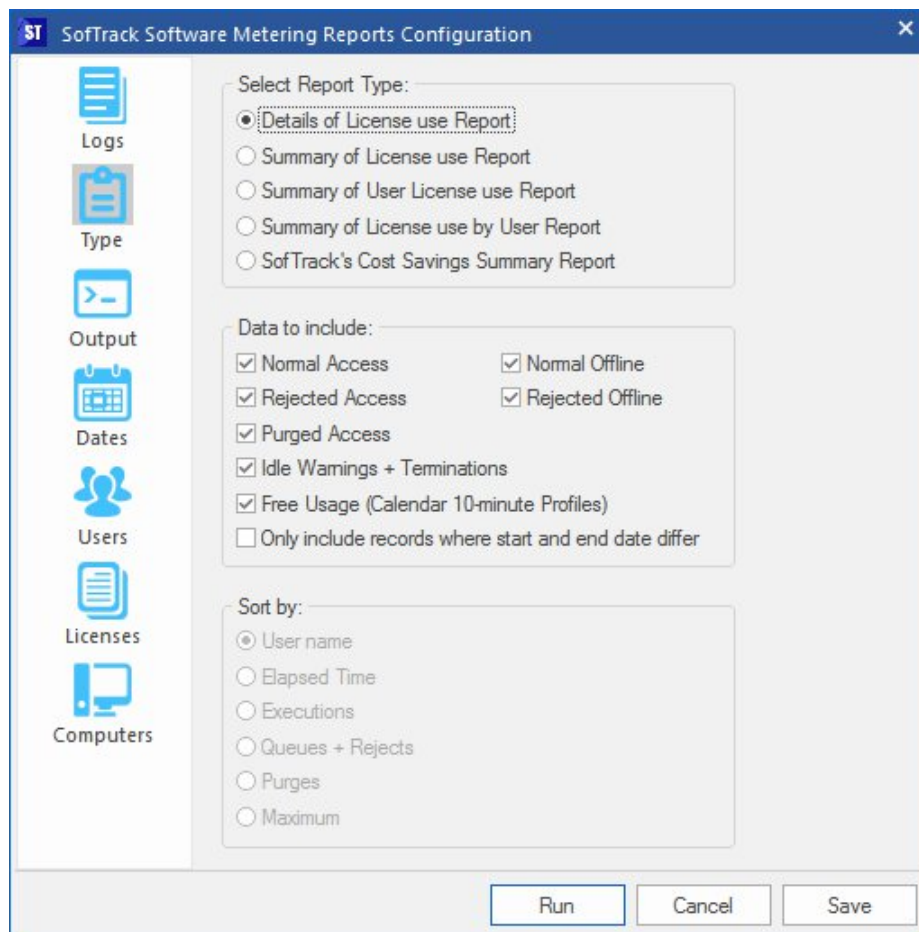 ST SofTrack Software Metering Reports Configuration
Logs
Type
Output
Dates
Users
Licenses
Computers
Select Report Type:
Details of License use Report
Summary of License use Report
Summary of User License use Report
Summary of License use by User Report
SofTrack's Cost Savings Summary Report
Data to include:
Normal Access Normal Offline
Rejected Access Rejected Offline
Purged Access
Idle Warnings + Terminations
Free Usage (Calendar 10-minute Profiles)
Only include records where start and end date differ
Sort by:
User name
Elapsed Time
Executions
Queues + Rejects
Purges
Maximum
Run Cancel Save